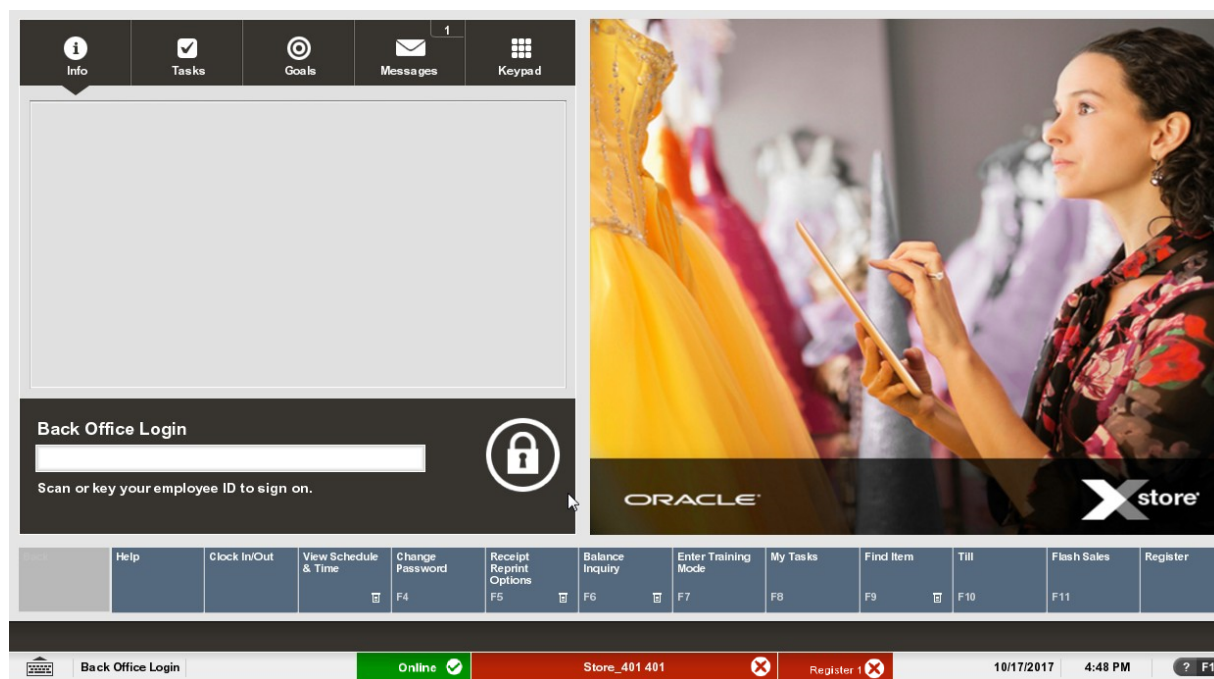 1
Info
Tasks
Goals
Messages
Keypad
Back Office Login
Scan or key your employee ID to sign on.
ORACLE
Xstore
Back
Help
Clock In/Out
View Schedule
& Time
Change
Password
F4
Receipt
Reprint
Options
F5
Balance
Inquiry
F6
Enter Training
Mode
F7
My Tasks
F8
Find Item
F9
Till
F10
Flash Sales
F11
Register
Back Office Login
Online
Store_401 401
Register 1
10/17/2017
4:48 PM
? F1